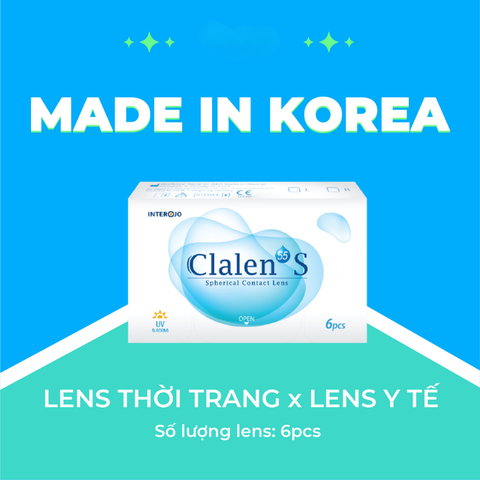 MADE IN KOREA
INTEROJO
Clalen 55 S
Spherical Contact Lens
OPEN
UV
6pcs
LENS THỜI TRANG x LENS Y TẾ
Số lượng lens: 6pcs